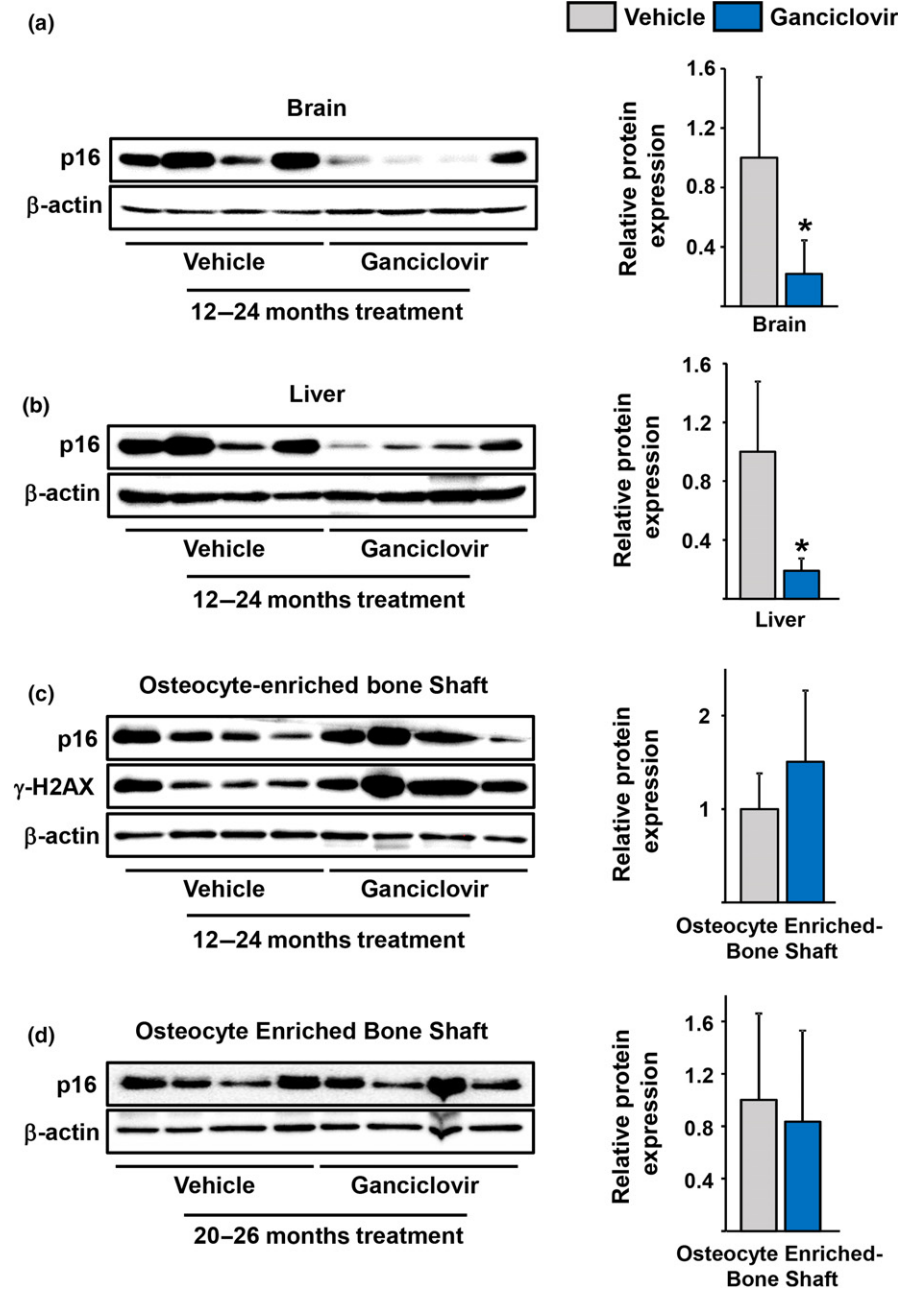 Vehicle Ganciclovir
(a)
Brain
p16
β-actin
Vehicle Ganciclovir
12–24 months treatment
Relative protein
expression
1.6
1.2
0.8
0.4
*
Brain
(b)
Liver
p16
β-actin
Vehicle Ganciclovir
12–24 months treatment
Relative protein
expression
1.6
1.2
0.8
0.4
*
Liver
(c)
Osteocyte-enriched bone Shaft
p16
γ-H2AX
β-actin
Vehicle Ganciclovir
12–24 months treatment
Relative protein
expression
2
1
Osteocyte Enriched-
Bone Shaft
(d)
Osteocyte Enriched Bone Shaft
p16
β-actin
Vehicle Ganciclovir
20–26 months treatment
Relative protein
expression
1.6
1.2
0.8
0.4
Osteocyte Enriched-
Bone Shaft